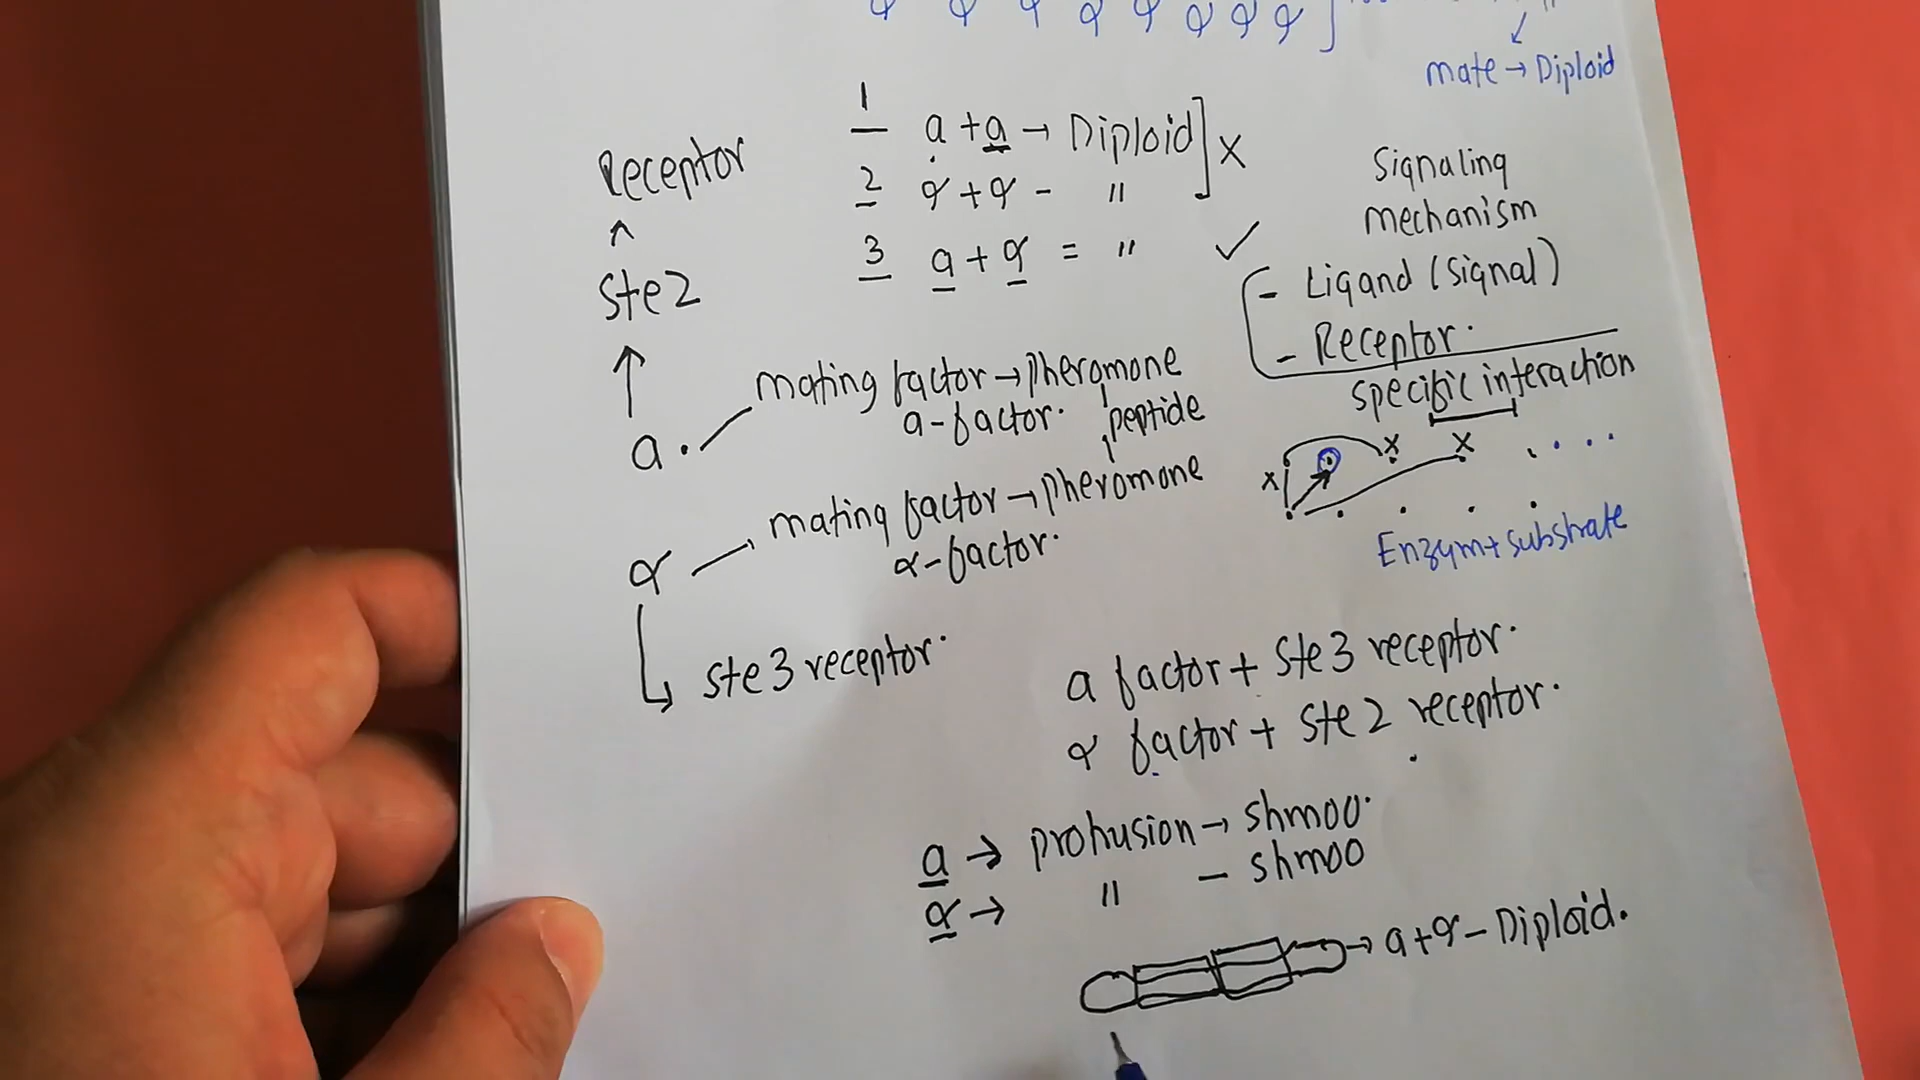 α α α α α α α α ]
mate → Diploid
1 a + a → Diploid ] X
2 α + α - "
3 a + α = " ✓
Receptor
↑
Ste2
↑
a
mating factor → pheromone
a-factor. peptide
α → mating factor → pheromone
α-factor.
ste3 receptor.
Signaling
mechanism
- Ligand (signal)
- Receptor.
specific interaction
x x x
Enzym + substrate
a factor + Ste3 receptor.
α factor + Ste2 receptor.
a → protrusion → shmoo.
α → " - shmoo
→ a + α - Diploid.